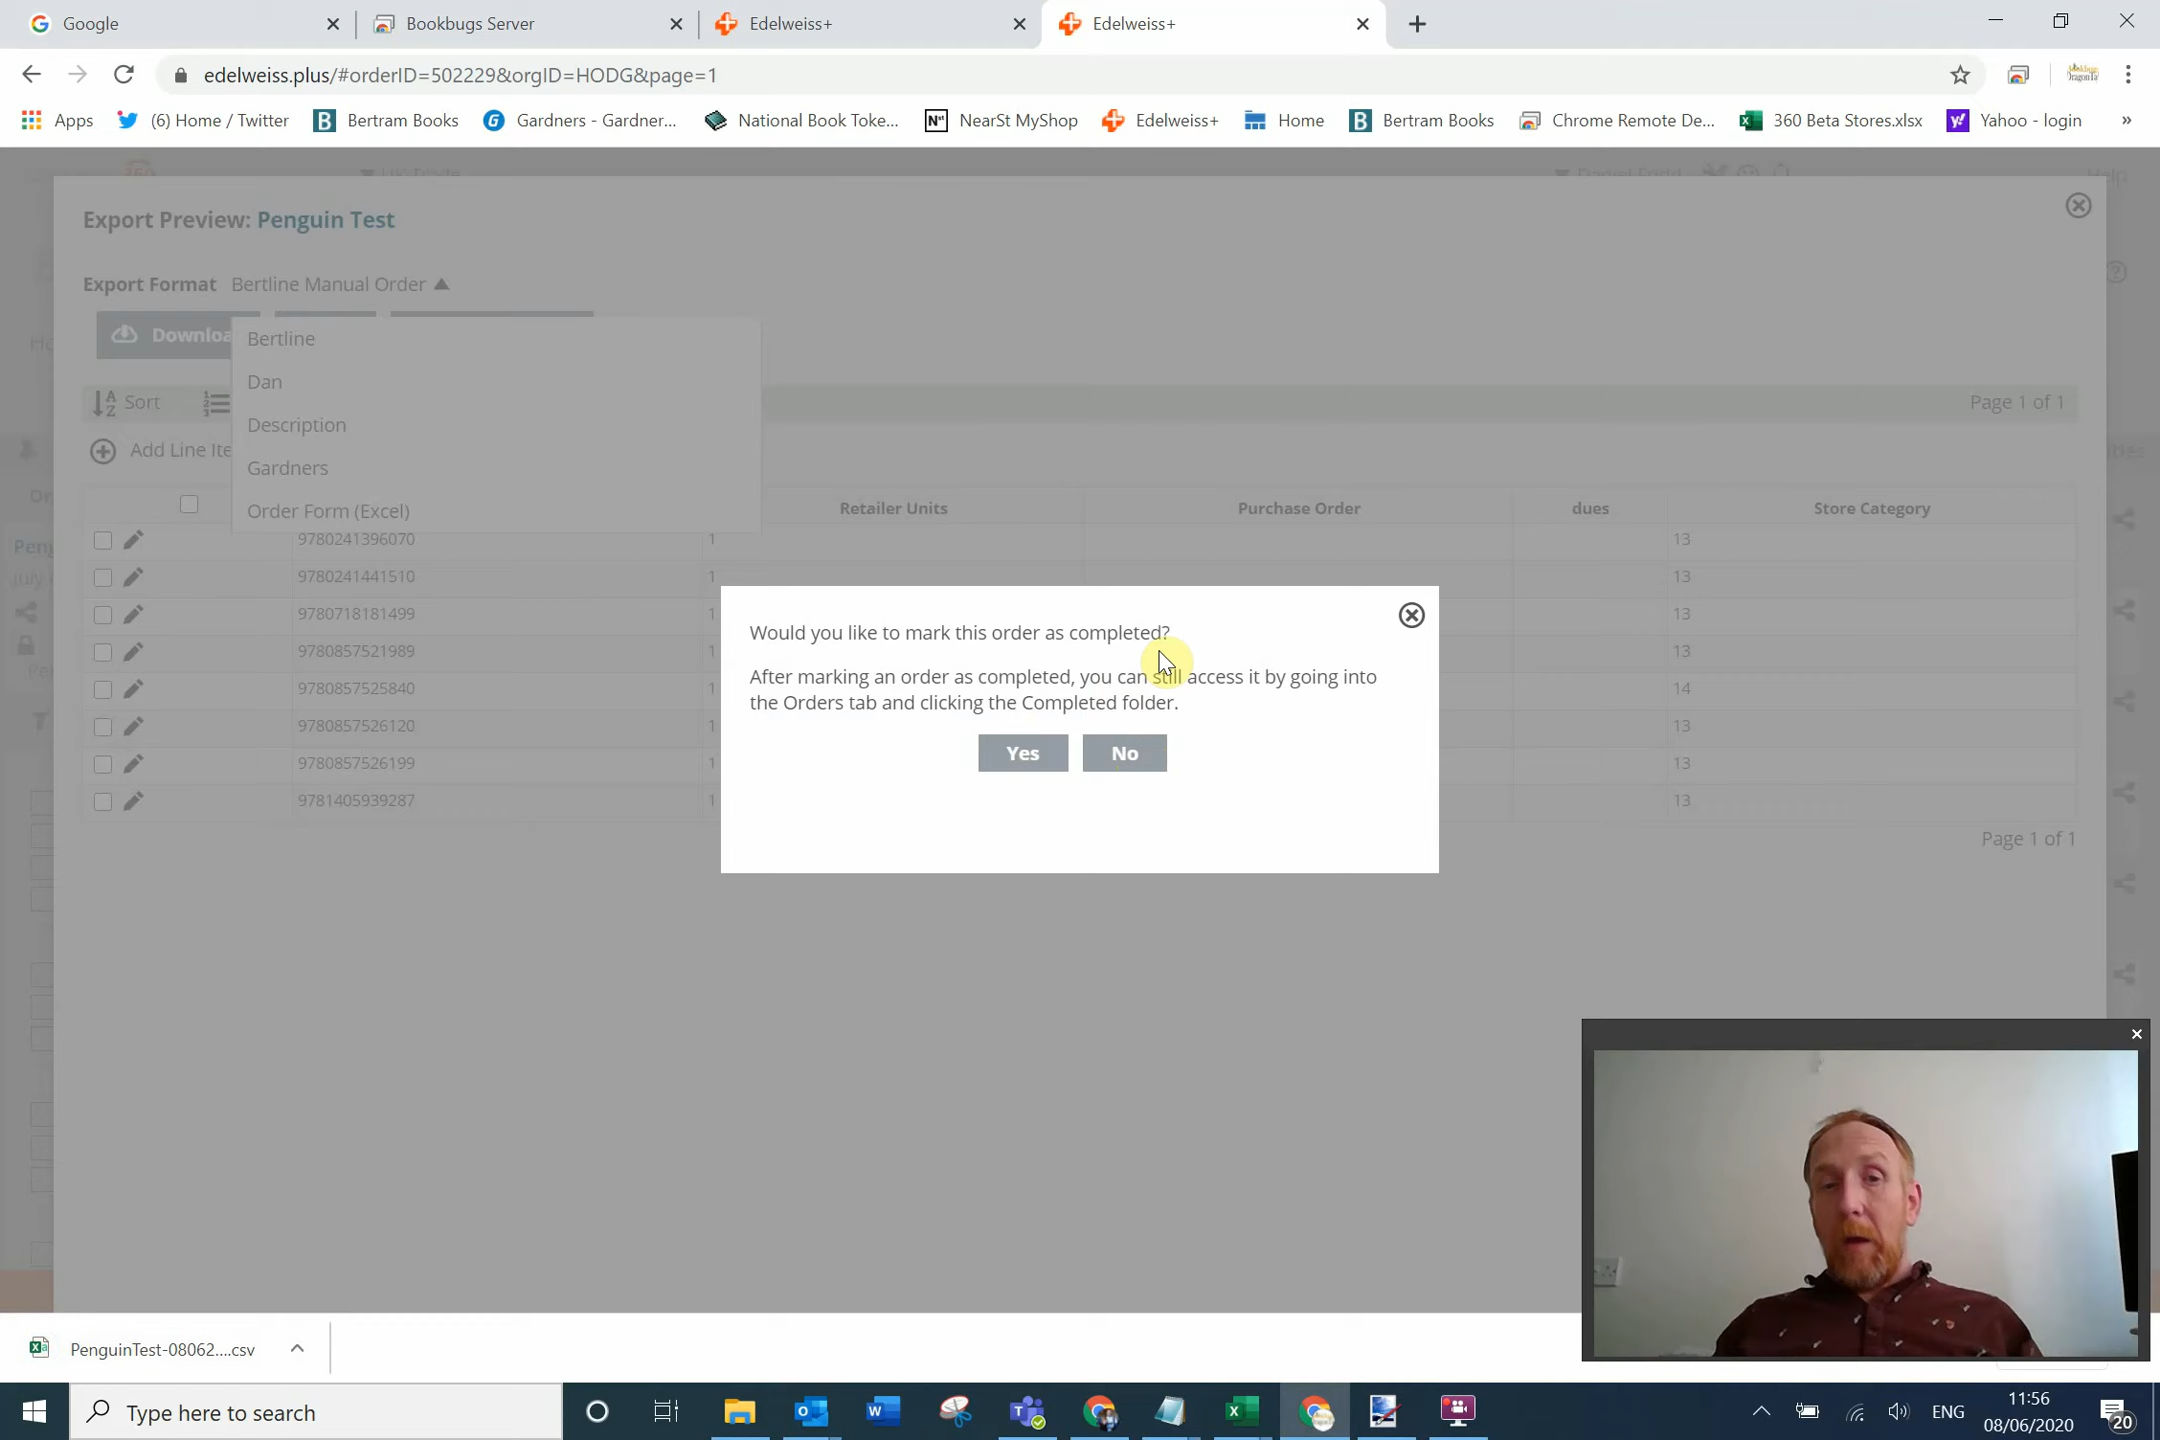 Google
Bookbugs Server
Edelweiss+
Edelweiss+
edelweiss.plus/#orderID=502229&orgID=HODG&page=1
Apps
(6) Home / Twitter
Bertram Books
Gardners - Gardner...
National Book Toke...
NearSt MyShop
Edelweiss+
Home
Bertram Books
Chrome Remote De...
360 Beta Stores.xlsx
Yahoo - login
»
Help
Export Preview: Penguin Test
Export Format Bertline Manual Order
Downloa
Bertline
Dan
Description
Gardners
Order Form (Excel)
Sort
Page 1 of 1
Add Line Ite
Retailer Units Purchase Order dues Store Category
9780241396070 1 13
9780241441510 1 13
9780718181499 1 13
9780857521989 1 13
9780857525840 1 14
9780857526120 1 13
9780857526199 1 13
9781405939287 1 13
Page 1 of 1
Would you like to mark this order as completed?
After marking an order as completed, you can still access it by going into
the Orders tab and clicking the Completed folder.
Yes No
PenguinTest-08062....csv
Type here to search
ENG
11:56
08/06/2020
20